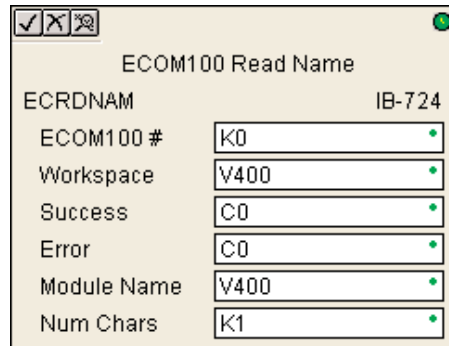 ECOM100 Read Name
ECRDNAM IB-724
ECOM100 # K0
Workspace V400
Success C0
Error C0
Module Name V400
Num Chars K1